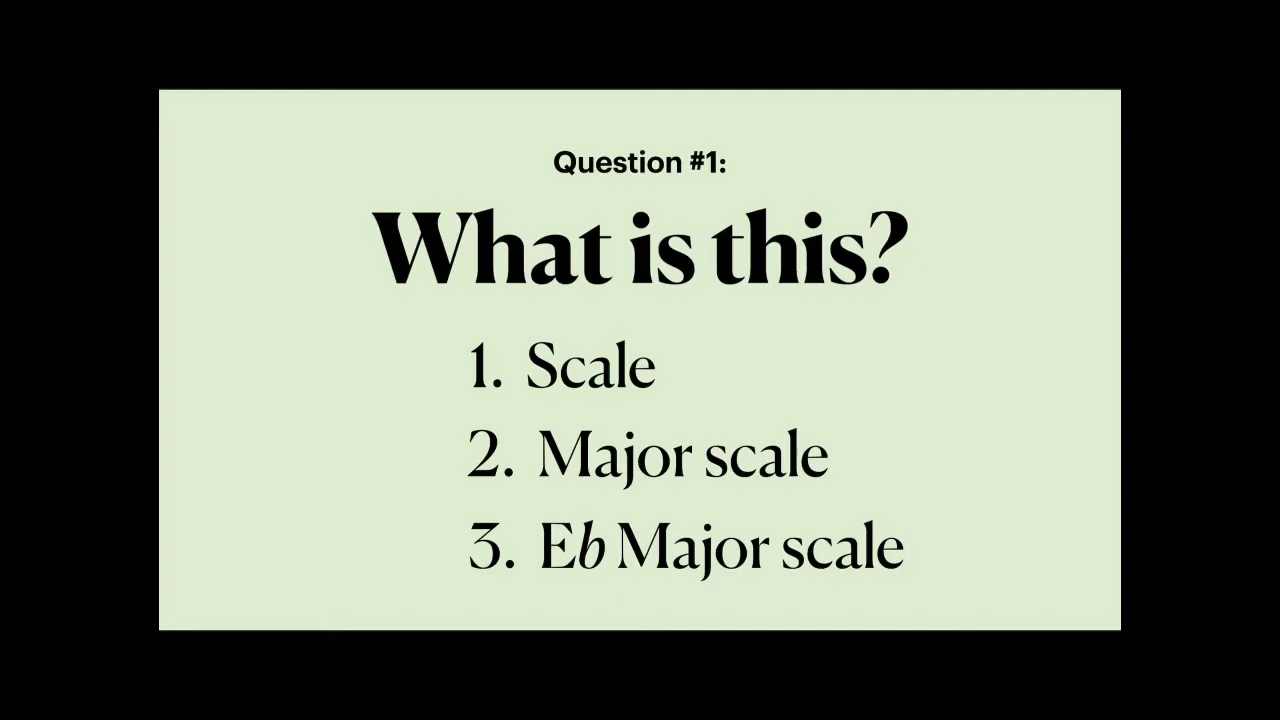 Question #1:
What is this?
1. Scale
2. Major scale
3. Eb Major scale